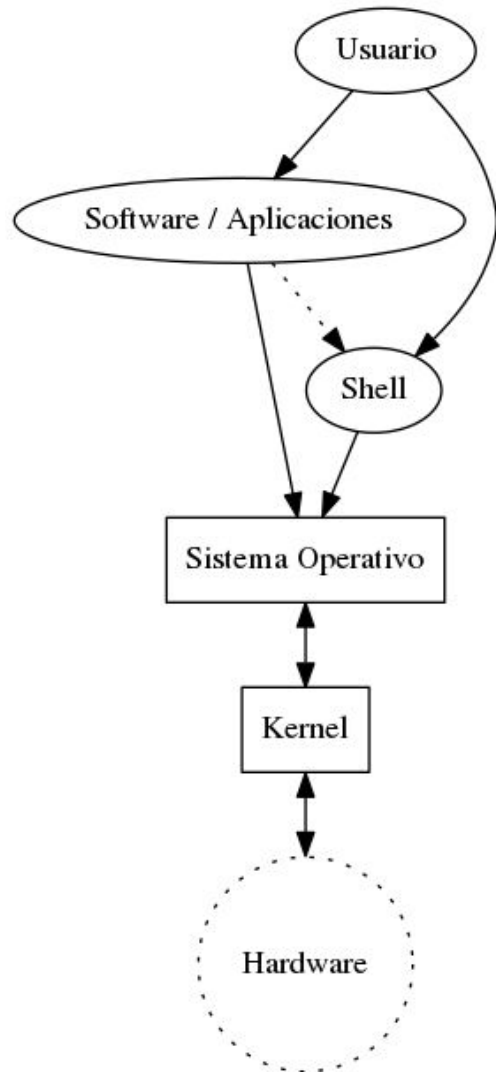 Usuario
Software / Aplicaciones
Shell
Sistema Operativo
Kernel
Hardware